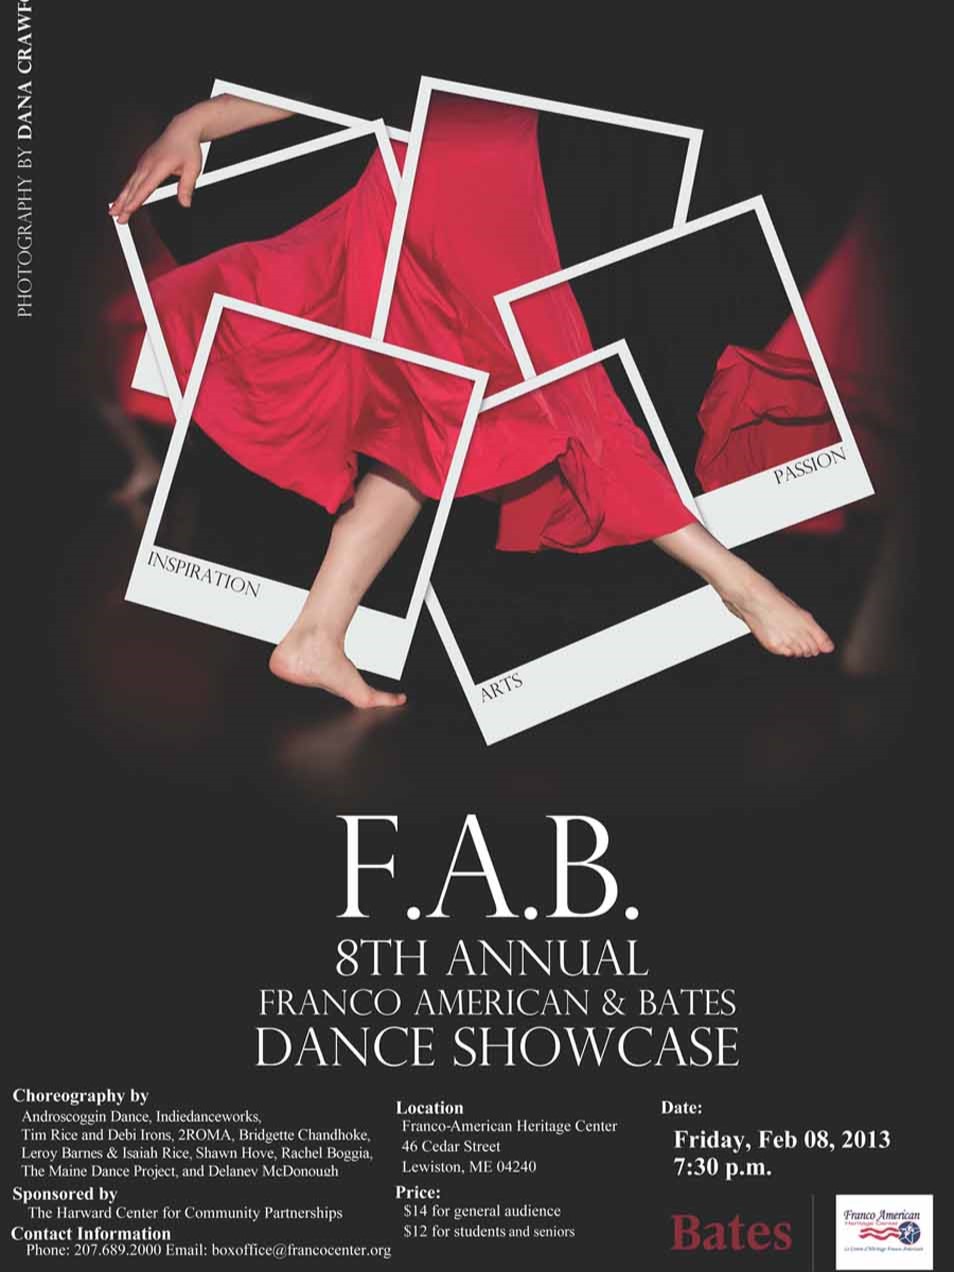 PHOTOGRAPHY BY DANA
INSPIRATION
ARTS
PASSION
F.A.B.
8TH ANNUAL
FRANCO AMERICAN & BATES
DANCE SHOWCASE
Choreography by
Androscoggin Dance, Indiedanceworks,
Tim Rice and Debi Irons, 2ROMA, Bridgette Chandhoke,
Leroy Barnes & Isaiah Rice, Shawn Hove, Rachel Boggia,
The Maine Dance Project, and Delaney McDonough
Sponsored by
The Harward Center for Community Partnerships
Contact Information
Phone: 207.689.2000 Email: boxoffice@francocenter.org
Location
Franco-American Heritage Center
46 Cedar Street
Lewiston, ME 04240
Price:
$14 for general audience
$12 for students and seniors
Date:
Friday, Feb 08, 2013
7:30 p.m.
Bates
Franco American
Heritage Center